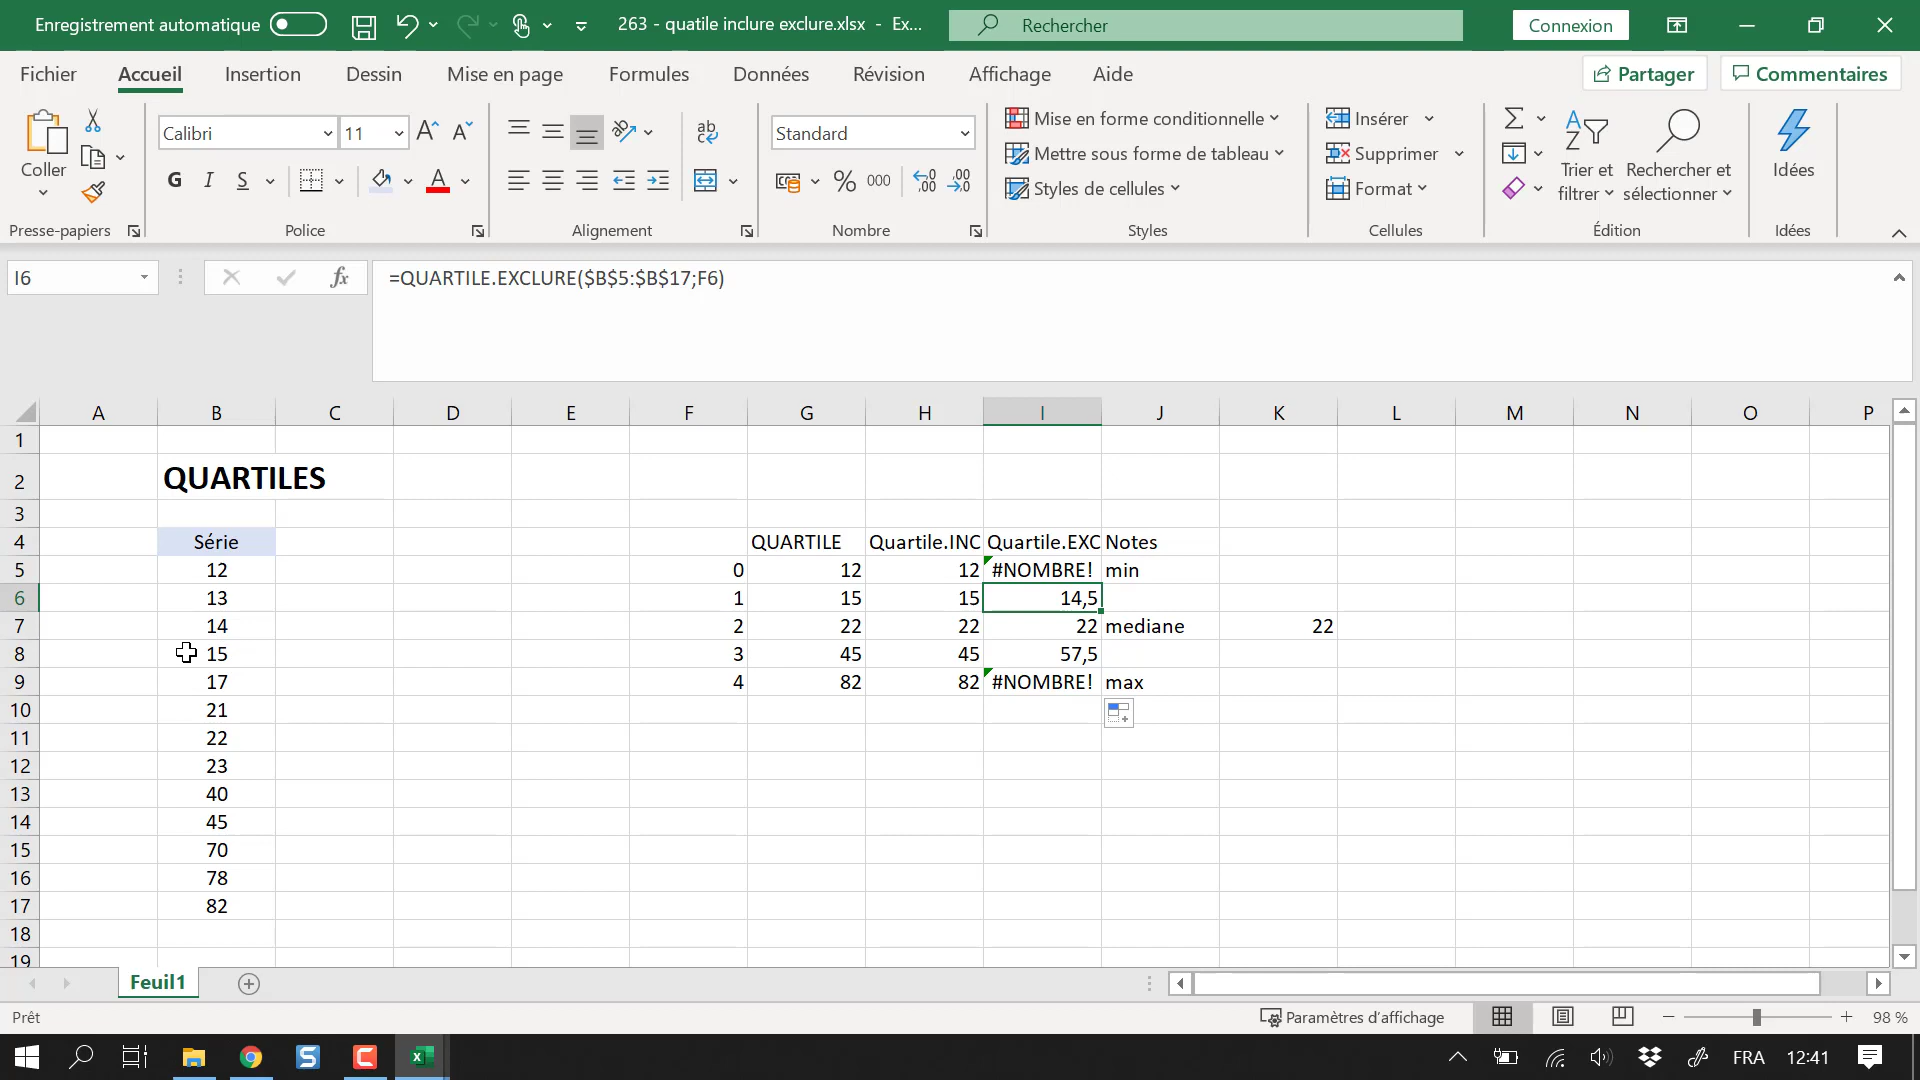 Enregistrement automatique
263 - quatile inclure exclure.xlsx - Ex...
Rechercher
Connexion
Fichier Accueil Insertion Dessin Mise en page Formules Données Révision Affichage Aide
Partager Commentaires
Coller
Calibri 11
G I S A
ab
Standard
% 000
Mise en forme conditionnelle
Mettre sous forme de tableau
Styles de cellules
Insérer
Supprimer
Format
Trier et filtrer
Rechercher et sélectionner
Idées
Presse-papiers Police Alignement Nombre Styles Cellules Édition Idées
I6 fx =QUARTILE.EXCLURE($B$5:$B$17;F6)
A B C D E F G H I J K L M N O P
1
2 QUARTILES
3
4 Série QUARTILE Quartile.INC Quartile.EXC Notes
5 12 0 12 12 #NOMBRE! min
6 13 1 15 15 14,5
7 14 2 22 22 22 mediane 22
8 15 3 45 45 57,5
9 17 4 82 82 #NOMBRE! max
10 21
11 22
12 23
13 40
14 45
15 70
16 78
17 82
18
19
Feuil1
Prêt Paramètres d'affichage 98 %
FRA 12:41